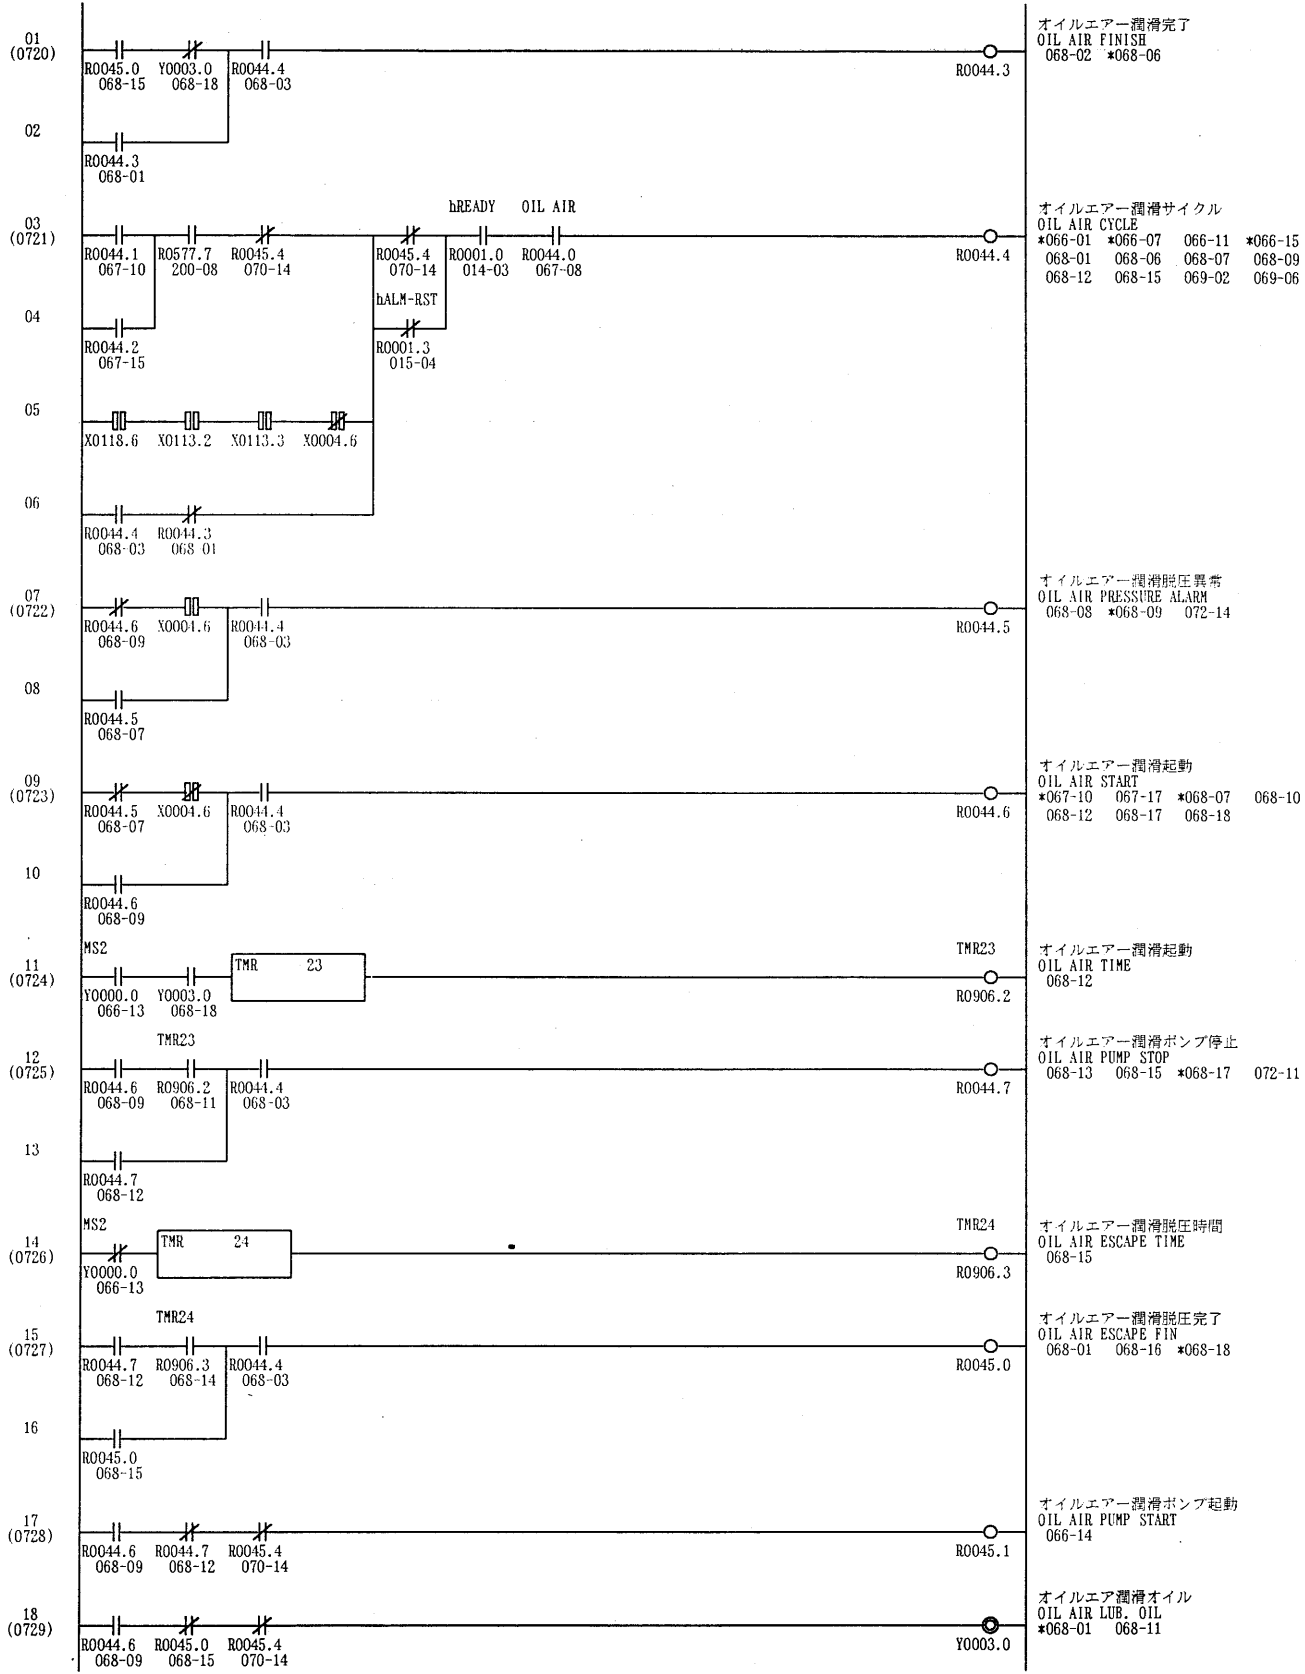 オイルエアー潤滑完了
01 OIL AIR FINISH
(0720) 068-02 *068-06
R0045.0 Y0003.0 R0044.4 R0044.3
068-15 068-18 068-03
02
R0044.3
068-01
hREADY OIL AIR オイルエアー潤滑サイクル
03 OIL AIR CYCLE
(0721) *066-01 *066-07 066-11 *066-15
R0044.1 R0577.7 R0045.4 R0045.4 R0001.0 R0044.0 R0044.4 068-01 068-06 068-07 068-09
067-10 200-08 070-14 070-14 014-03 067-08 068-12 068-15 069-02 069-06
hALM-RST
04
R0044.2 R0001.3
067-15 015-04
05
X0118.6 X0113.2 X0113.3 X0004.6
06
R0044.4 R0044.3
068-03 068-01
オイルエアー潤滑脱圧異常
07 OIL AIR PRESSURE ALARM
(0722) 068-08 *068-09 072-14
R0044.6 X0004.6 R0044.4 R0044.5
068-09 068-03
08
R0044.5
068-07
オイルエアー潤滑起動
09 OIL AIR START
(0723) *067-10 067-17 *068-07 068-10
R0044.5 X0004.6 R0044.4 R0044.6 068-12 068-17 068-18
068-07 068-03
10
R0044.6
068-09
MS2 TMR23 オイルエアー潤滑起動
11 TMR 23 OIL AIR TIME
(0724) 068-12
Y0000.0 Y0003.0 R0906.2
066-13 068-18
TMR23 オイルエアー潤滑ポンプ停止
12 OIL AIR PUMP STOP
(0725) 068-13 068-15 *068-17 072-11
R0044.6 R0906.2 R0044.4 R0044.7
068-09 068-11 068-03
13
R0044.7
068-12
MS2 TMR24 オイルエアー潤滑脱圧時間
14 TMR 24 OIL AIR ESCAPE TIME
(0726) 068-15
Y0000.0 R0906.3
066-13
TMR24 オイルエアー潤滑脱圧完了
15 OIL AIR ESCAPE FIN
(0727) 068-01 068-16 *068-18
R0044.7 R0906.3 R0044.4 R0045.0
068-12 068-14 068-03
16
R0045.0
068-15
オイルエアー潤滑ポンプ起動
17 OIL AIR PUMP START
(0728) 066-14
R0044.6 R0044.7 R0045.4 R0045.1
068-09 068-12 070-14
オイルエア潤滑オイル
18 OIL AIR LUB. OIL
(0729) *068-01 068-11
R0044.6 R0045.0 R0045.4 Y0003.0
068-09 068-15 070-14